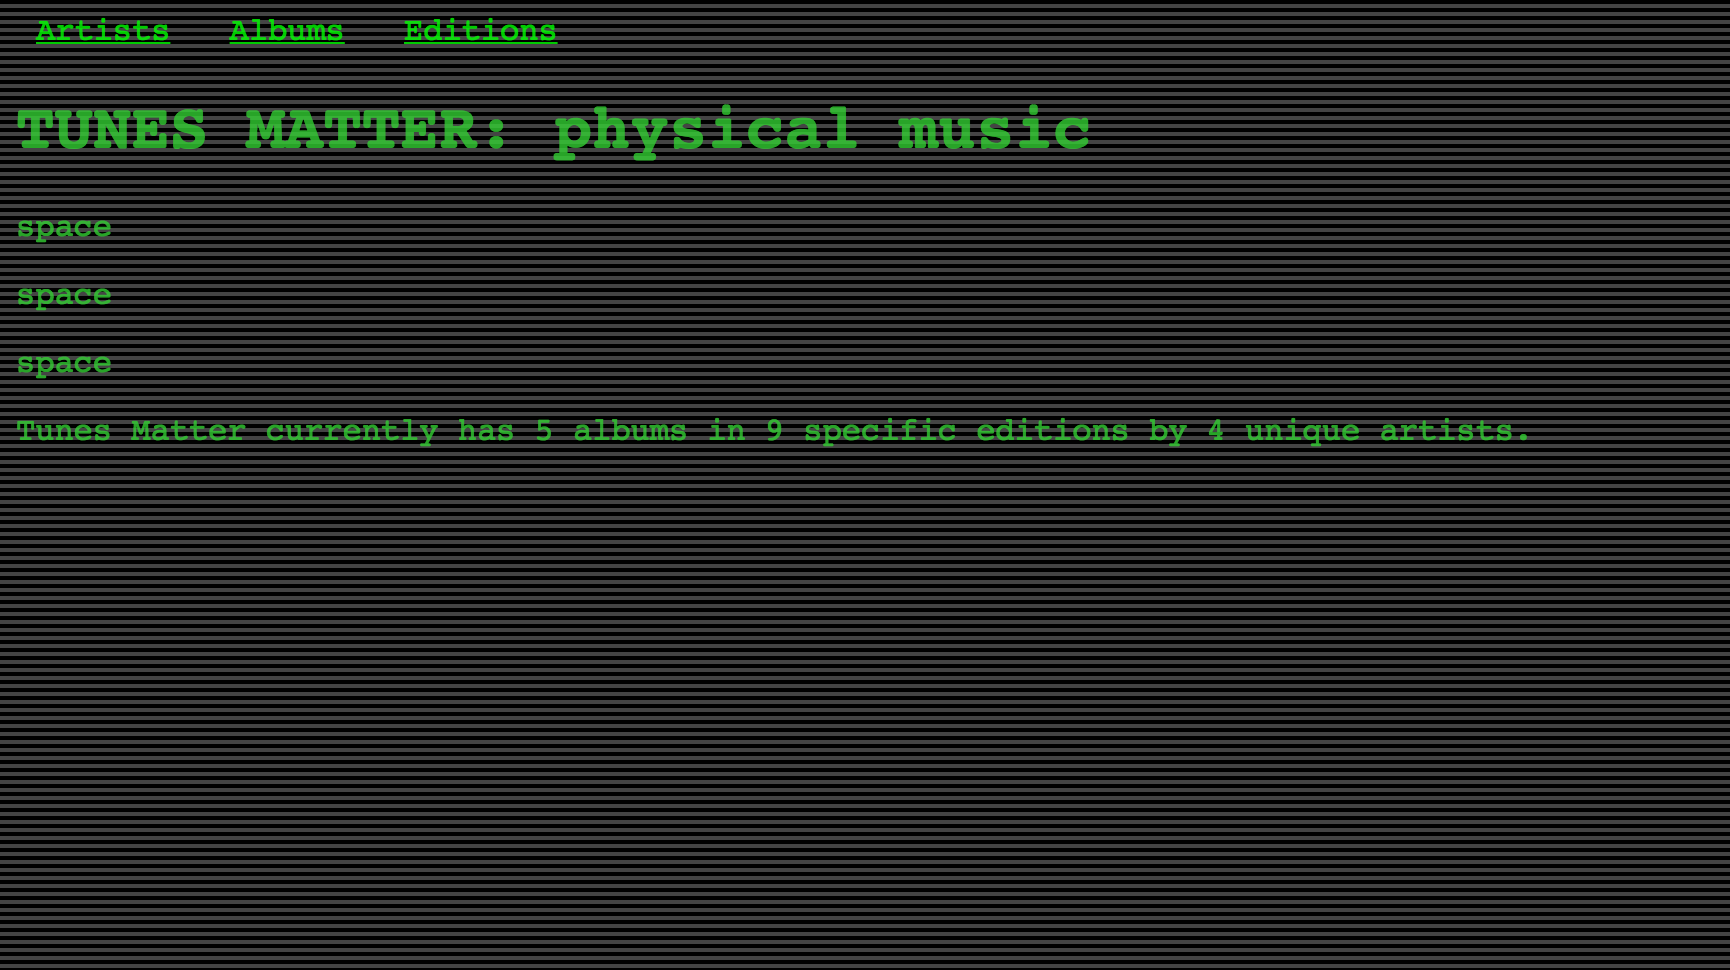 Artists Albums Editions
TUNES MATTER: physical music
space
space
space
Tunes Matter currently has 5 albums in 9 specific editions by 4 unique artists.